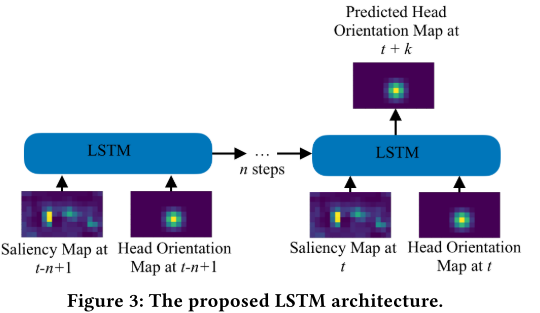 Predicted Head
Orientation Map at
t + k
LSTM
...
n steps
LSTM
Saliency Map at
t-n+1
Head Orientation
Map at t-n+1
Saliency Map at
t
Head Orientation
Map at t
Figure 3: The proposed LSTM architecture.